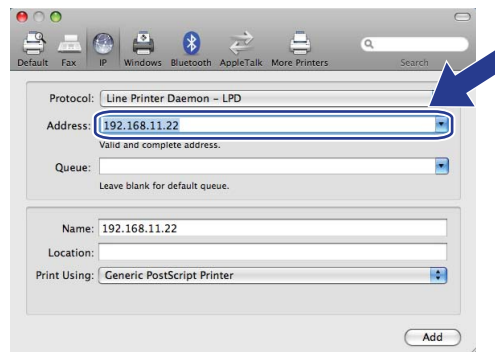 Default Fax IP Windows Bluetooth AppleTalk More Printers Search
Protocol: Line Printer Daemon – LPD
Address: 192.168.11.22
Valid and complete address.
Queue:
Leave blank for default queue.
Name: 192.168.11.22
Location:
Print Using: Generic PostScript Printer
Add